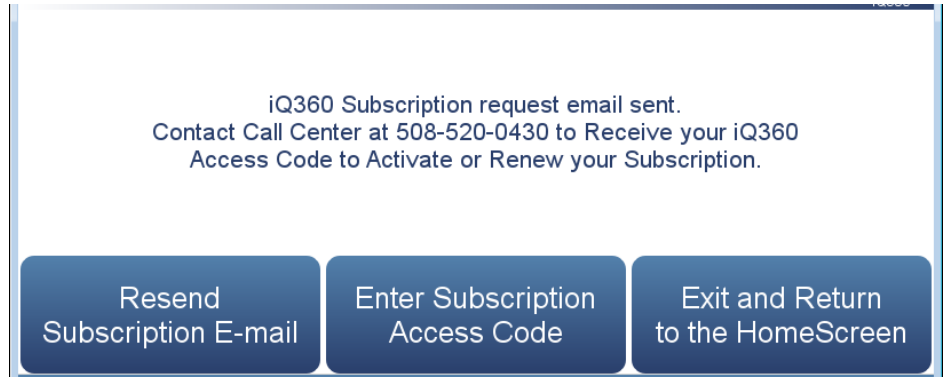 iQ360 Subscription request email sent.
Contact Call Center at 508-520-0430 to Receive your iQ360
Access Code to Activate or Renew your Subscription.
Resend
Subscription E-mail
Enter Subscription
Access Code
Exit and Return
to the HomeScreen